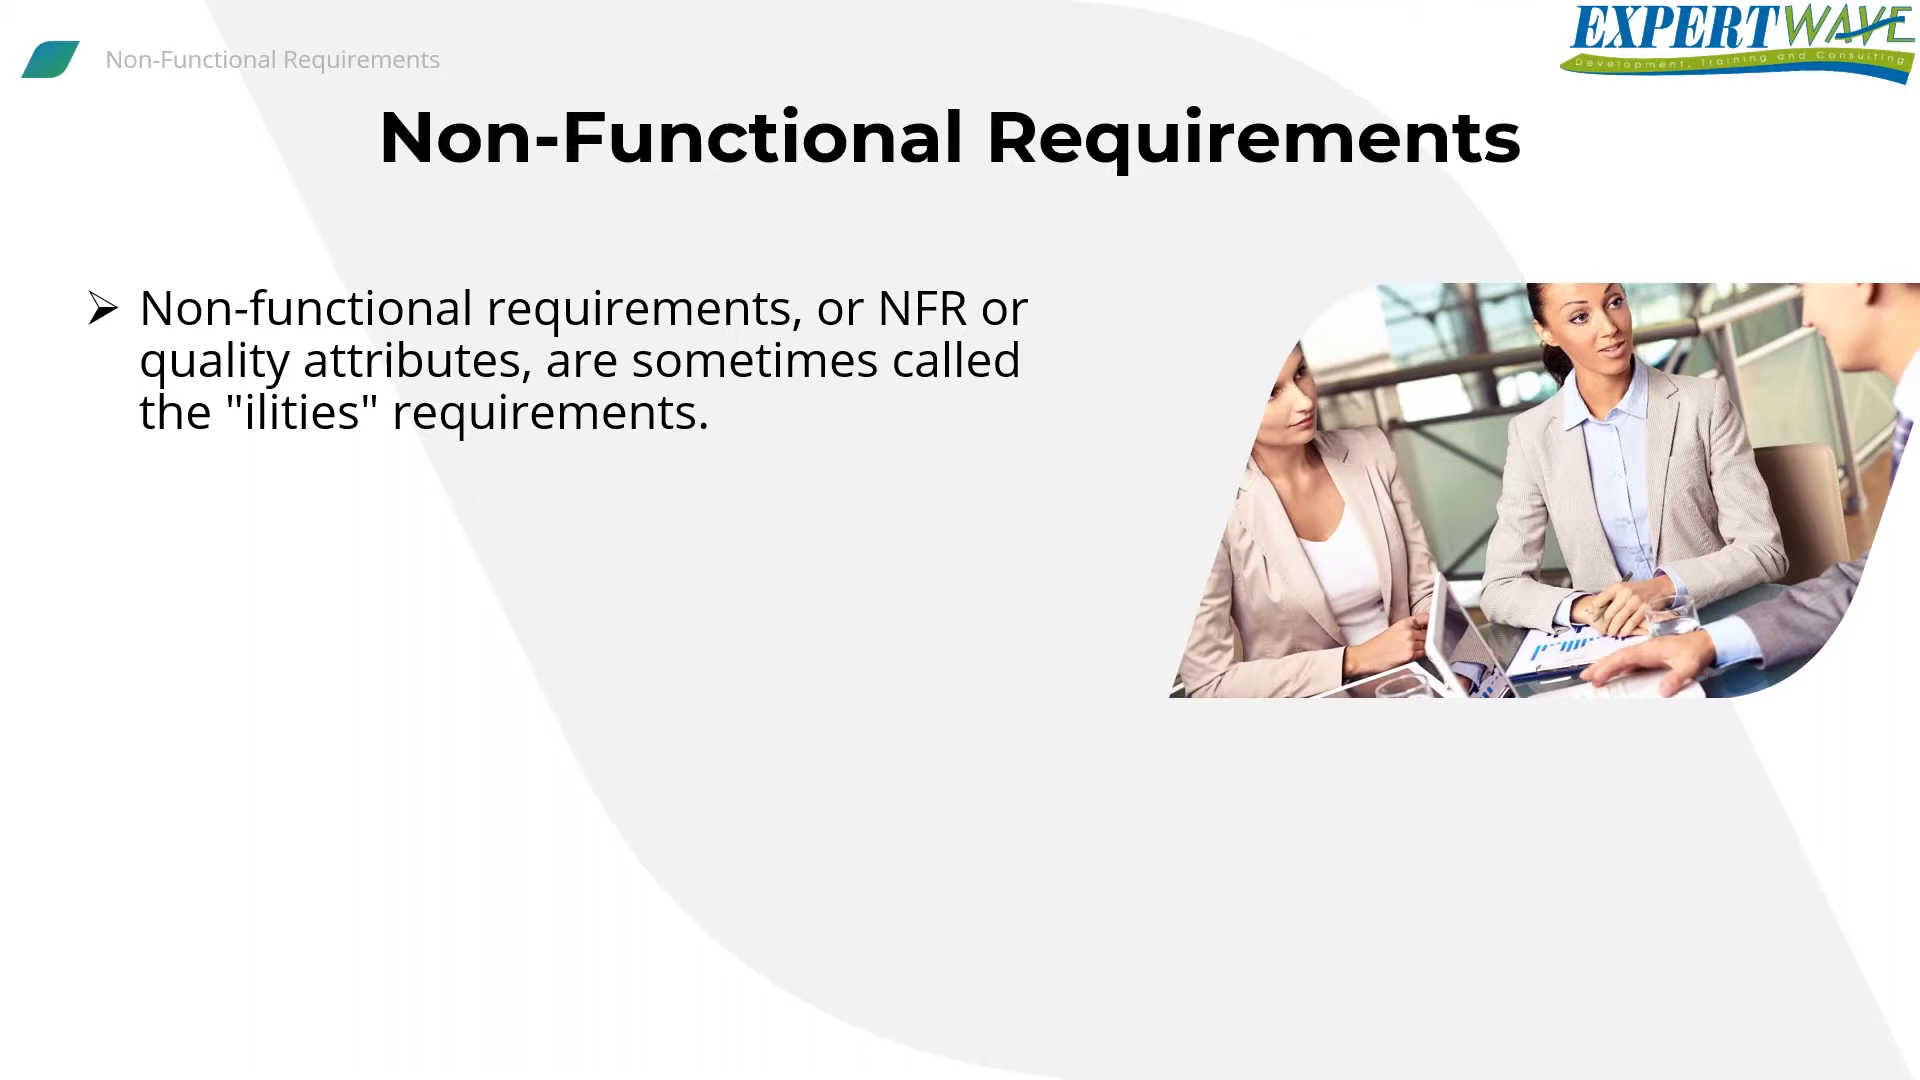 Non-Functional Requirements
EXPERTWAVE
Development, Training and Consulting
Non-Functional Requirements
➢ Non-functional requirements, or NFR or
quality attributes, are sometimes called
the "ilities" requirements.